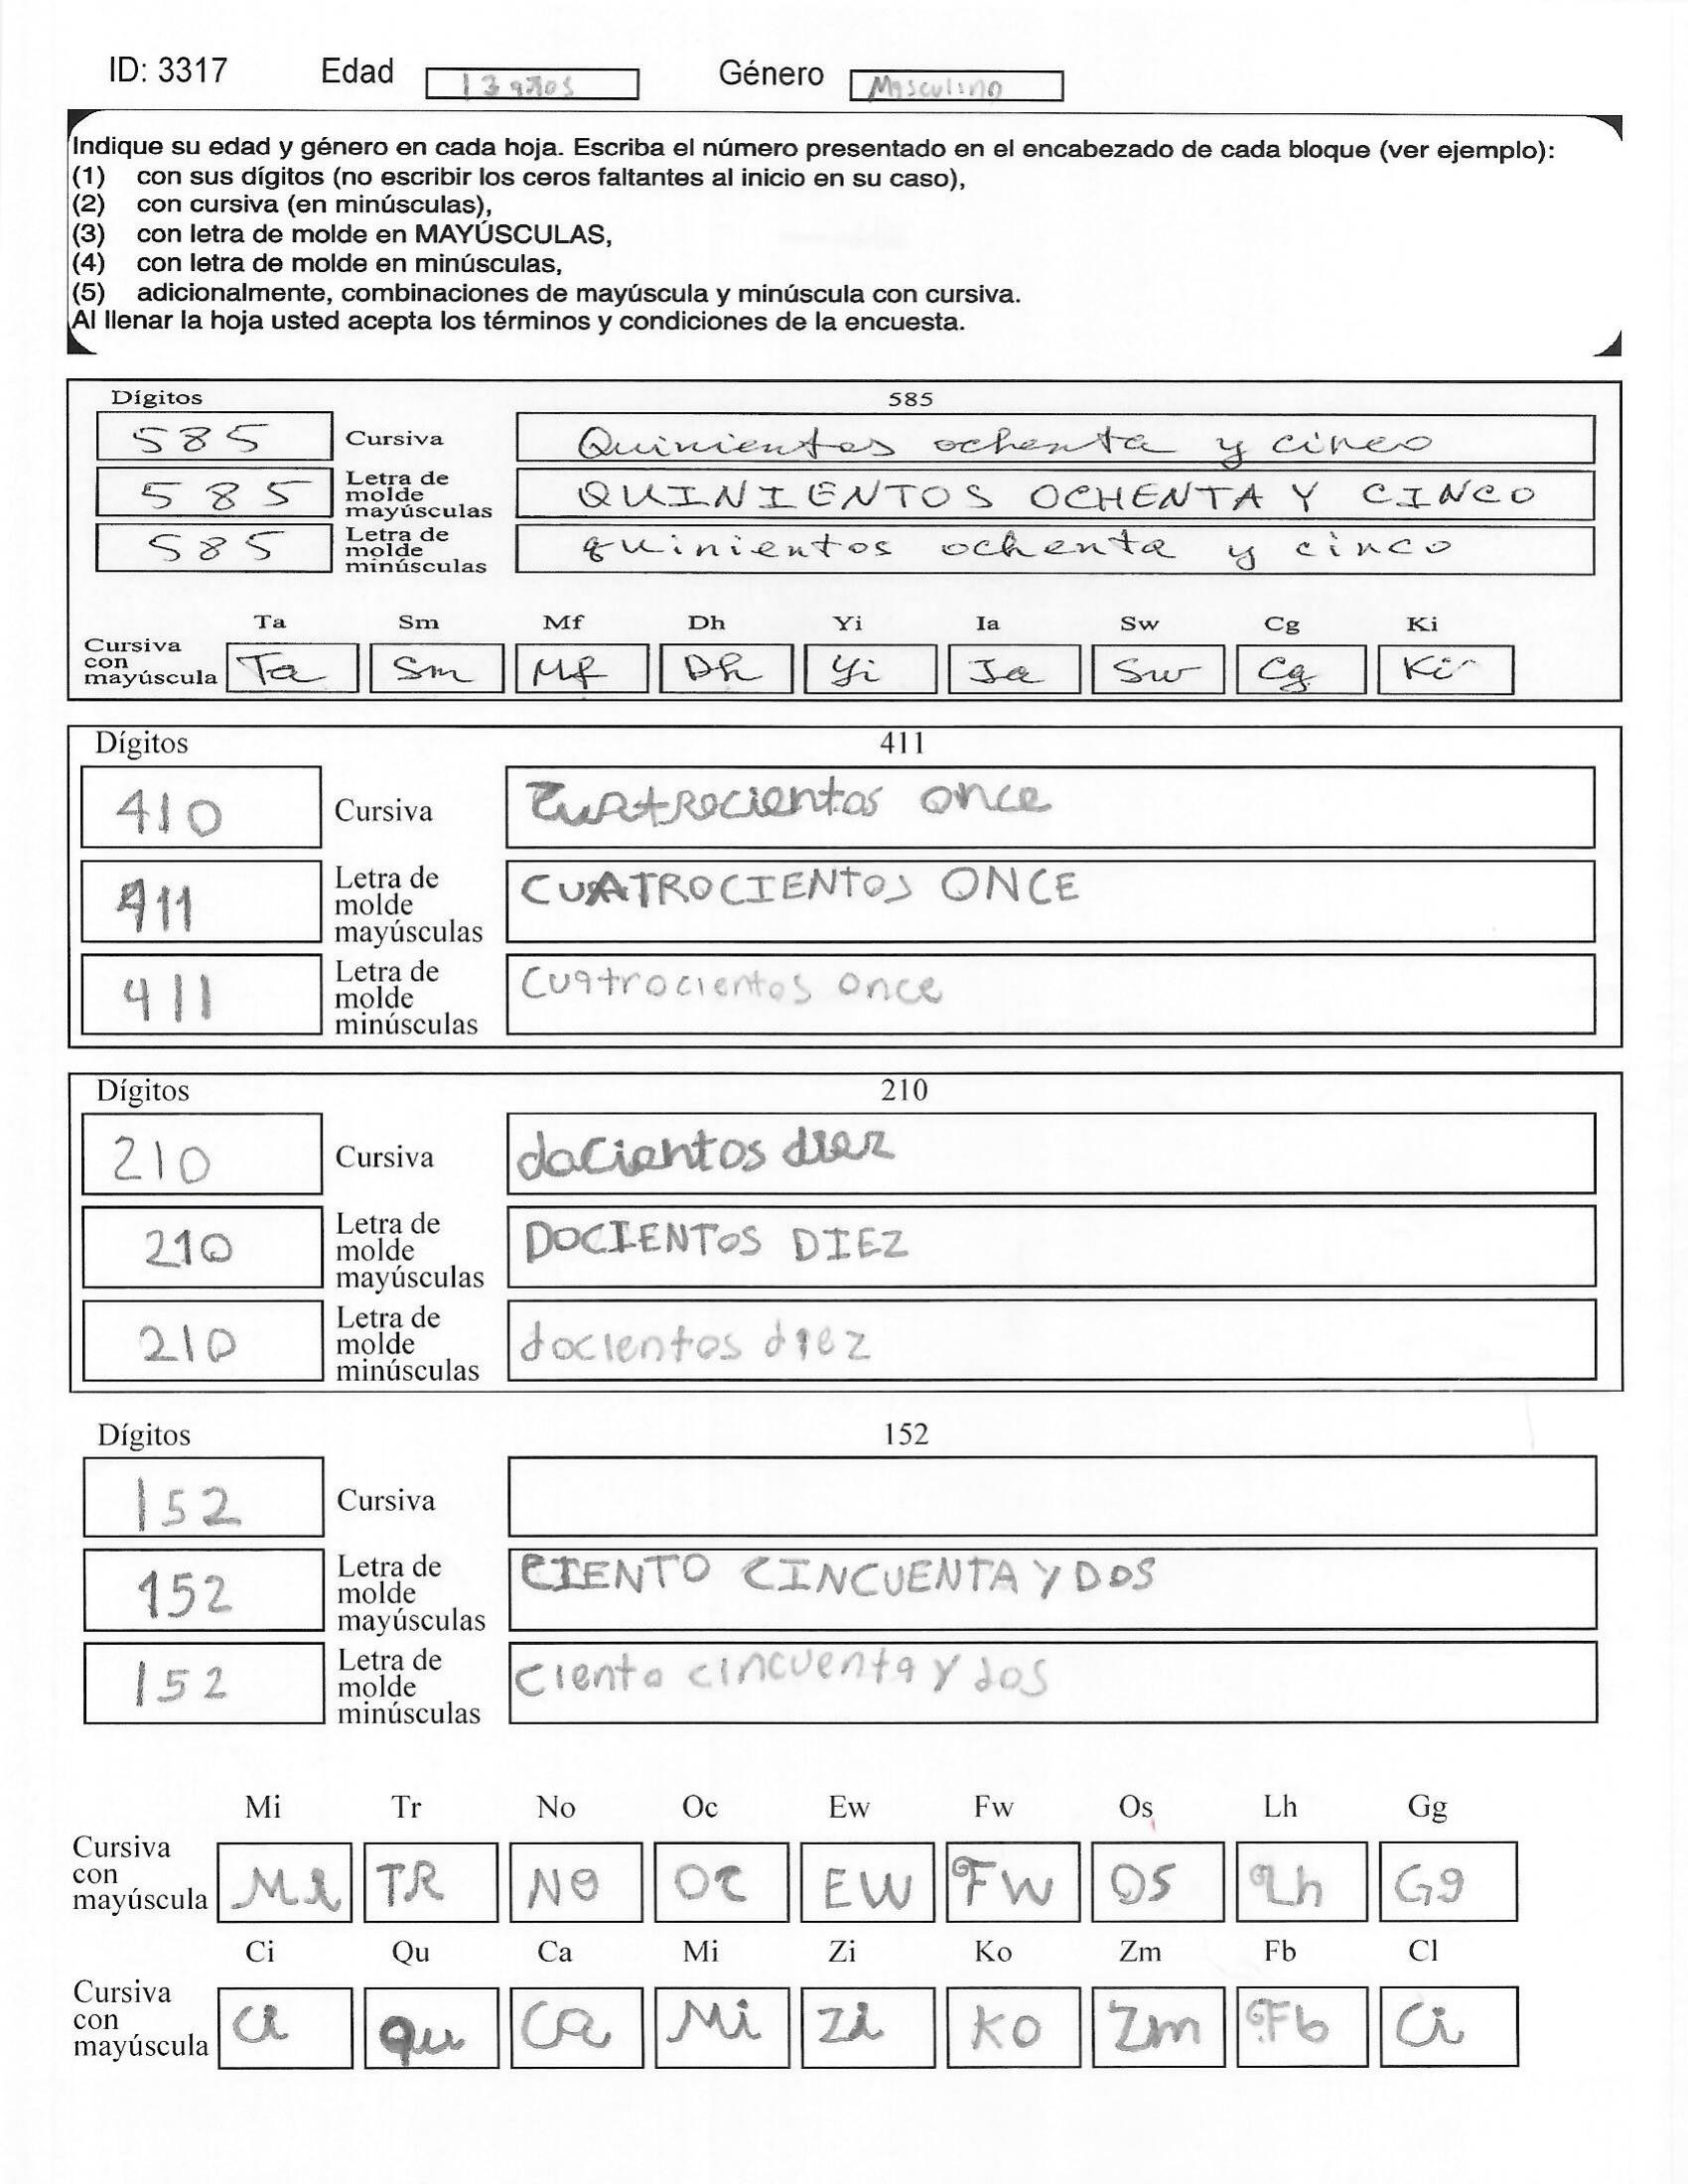 ID: 3317 Edad 13 años Género Masculino
Indique su edad y género en cada hoja. Escriba el número presentado en el encabezado de cada bloque (ver ejemplo):
(1) con sus dígitos (no escribir los ceros faltantes al inicio en su caso),
(2) con cursiva (en minúsculas),
(3) con letra de molde en MAYÚSCULAS,
(4) con letra de molde en minúsculas,
(5) adicionalmente, combinaciones de mayúscula y minúscula con cursiva.
Al llenar la hoja usted acepta los términos y condiciones de la encuesta.
Dígitos 585
585 Cursiva Quinientos ochenta y cinco
585 Letra de molde mayúsculas QUINIENTOS OCHENTA Y CINCO
585 Letra de molde minúsculas quinientos ochenta y cinco
Ta Sm Mf Dh Yi Ia Sw Cg Ki
Cursiva con mayúscula Ta Sm Mf Dh Yi Ia Sw Cg Ki
Dígitos 411
410 Cursiva CuAtRocientos once
411 Letra de molde mayúsculas CUATROCIENTOS ONCE
411 Letra de molde minúsculas cuatrocientos once
Dígitos 210
210 Cursiva docientos diez
210 Letra de molde mayúsculas DOCIENTOS DIEZ
210 Letra de molde minúsculas docientos diez
Dígitos 152
152 Cursiva
152 Letra de molde mayúsculas CIENTO CINCUENTA Y DOS
152 Letra de molde minúsculas ciento cincuenta y dos
Mi Tr No Oc Ew Fw Os Lh Gg
Cursiva con mayúscula Mi TR NO OC EW FW OS Lh Gg
Ci Qu Ca Mi Zi Ko Zm Fb Cl
Cursiva con mayúscula Ci qu Ca Mi Zi KO Zm Fb Ci